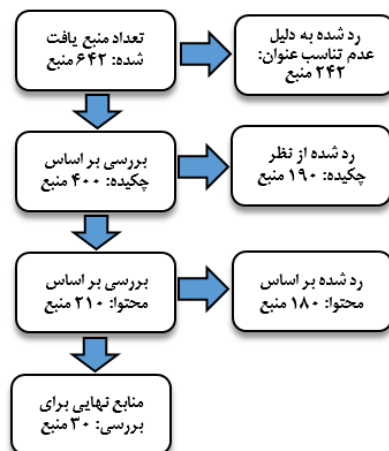 تعداد منبع یافت
شده: ۶۴۲ منبع
رد شده به دلیل
عدم تناسب عنوان:
۲۴۲ منبع
بررسی بر اساس
چکیده: ۴۰۰ منبع
رد شده از نظر
چکیده: ۱۹۰ منبع
بررسی بر اساس
محتوا: ۲۱۰ منبع
رد شده بر اساس
محتوا: ۱۸۰ منبع
منابع نهایی برای
بررسی: ۳۰ منبع